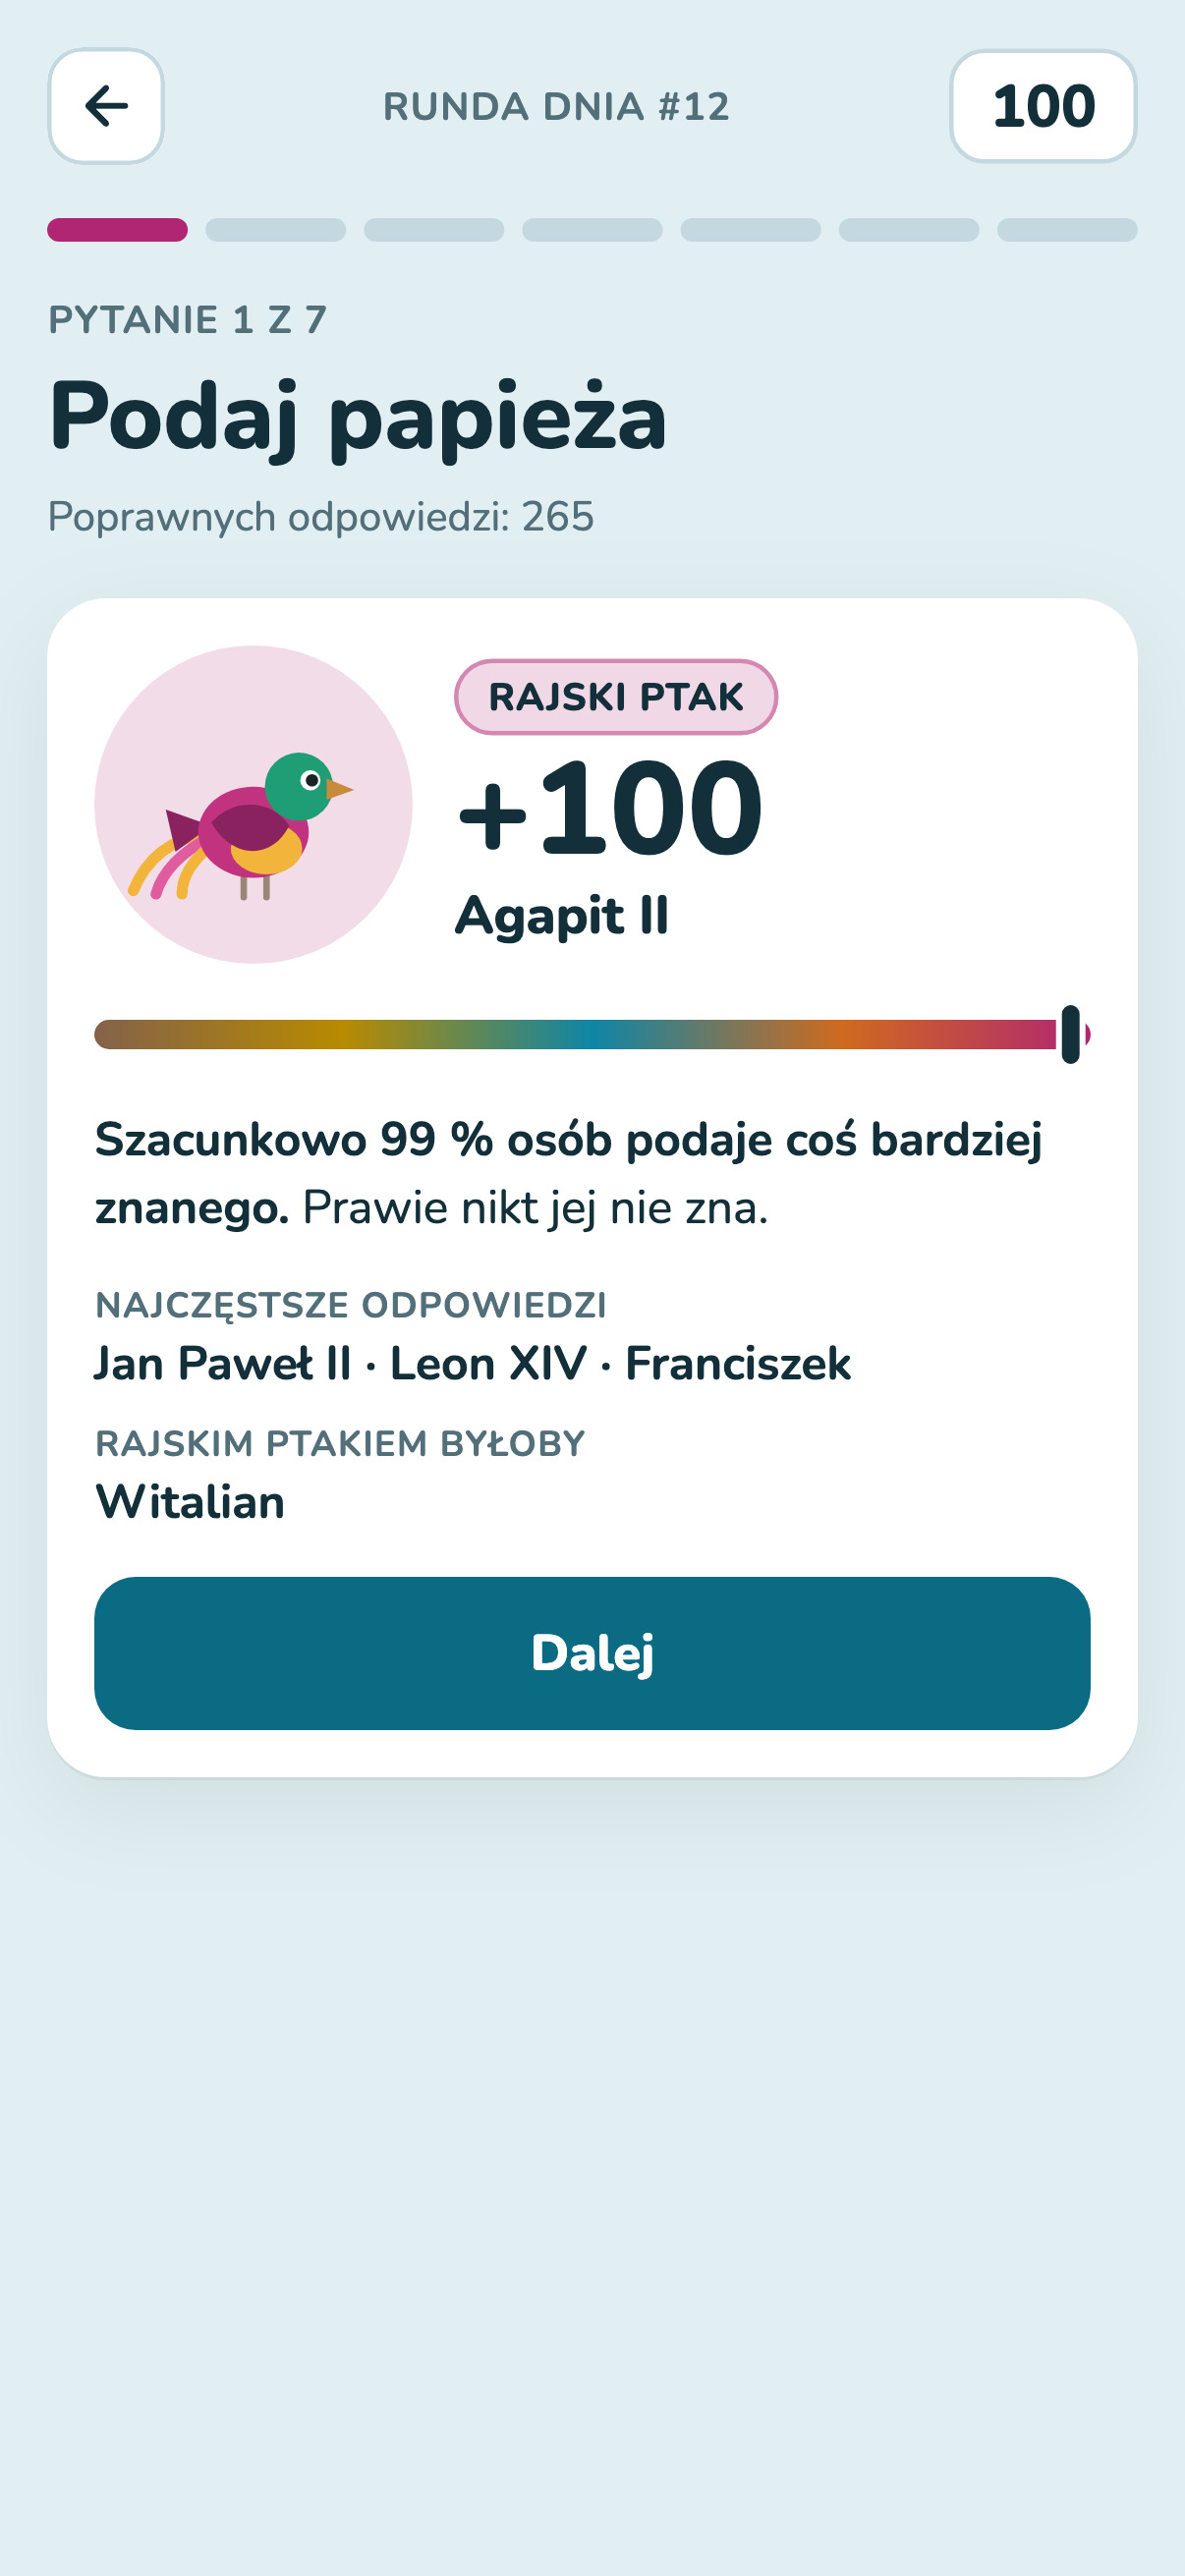 RUNDA DNIA #12
100
PYTANIE 1 Z 7
Podaj papieża
Poprawnych odpowiedzi: 265
RAJSKI PTAK
+100
Agapit II
Szacunkowo 99 % osób podaje coś bardziej
znanego. Prawie nikt jej nie zna.
NAJCZĘSTSZE ODPOWIEDZI
Jan Paweł II · Leon XIV · Franciszek
RAJSKIM PTAKIEM BYŁOBY
Witalian
Dalej